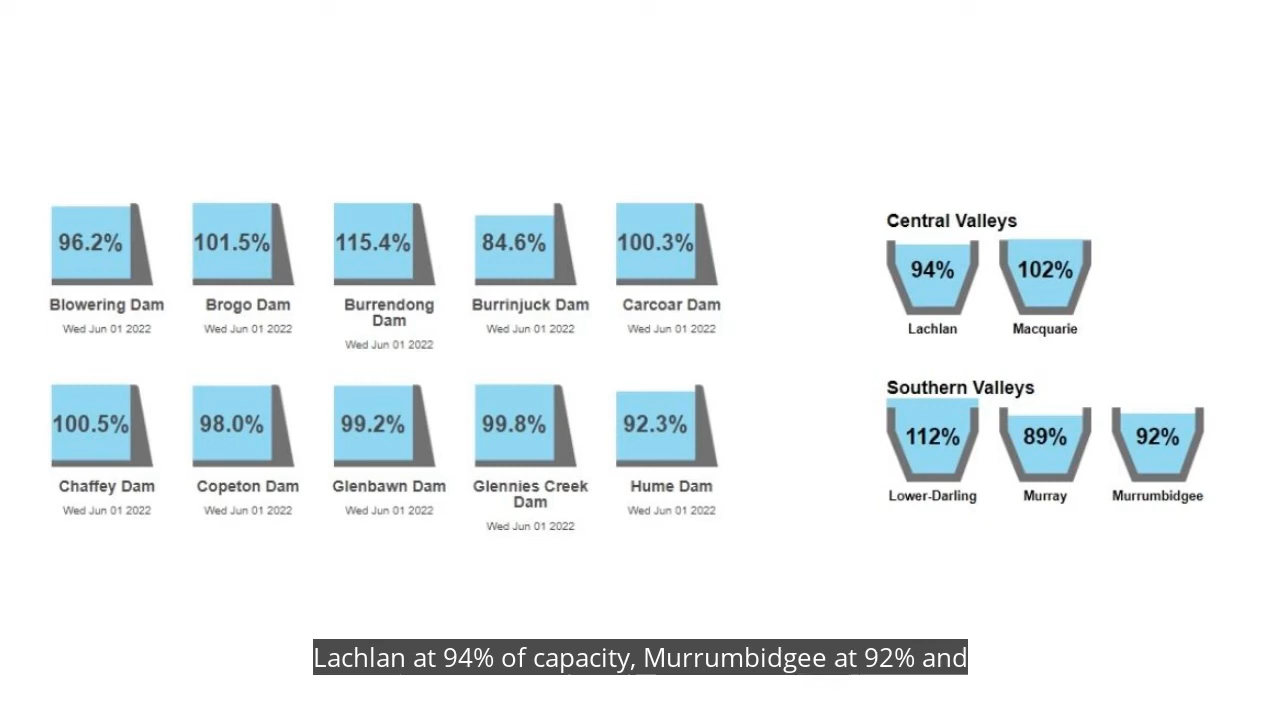 96.2%
101.5%
115.4%
84.6%
100.3%
Blowering Dam
Brogo Dam
Burrendong
Dam
Burrinjuck Dam
Carcoar Dam
Wed Jun 01 2022
Wed Jun 01 2022
Wed Jun 01 2022
Wed Jun 01 2022
Wed Jun 01 2022
100.5%
98.0%
99.2%
99.8%
92.3%
Chaffey Dam
Copeton Dam
Glenbawn Dam
Glennies Creek
Dam
Hume Dam
Wed Jun 01 2022
Wed Jun 01 2022
Wed Jun 01 2022
Wed Jun 01 2022
Wed Jun 01 2022
Central Valleys
94%
102%
Lachlan
Macquarie
Southern Valleys
112%
89%
92%
Lower-Darling
Murray
Murrumbidgee
Lachlan at 94% of capacity, Murrumbidgee at 92% and